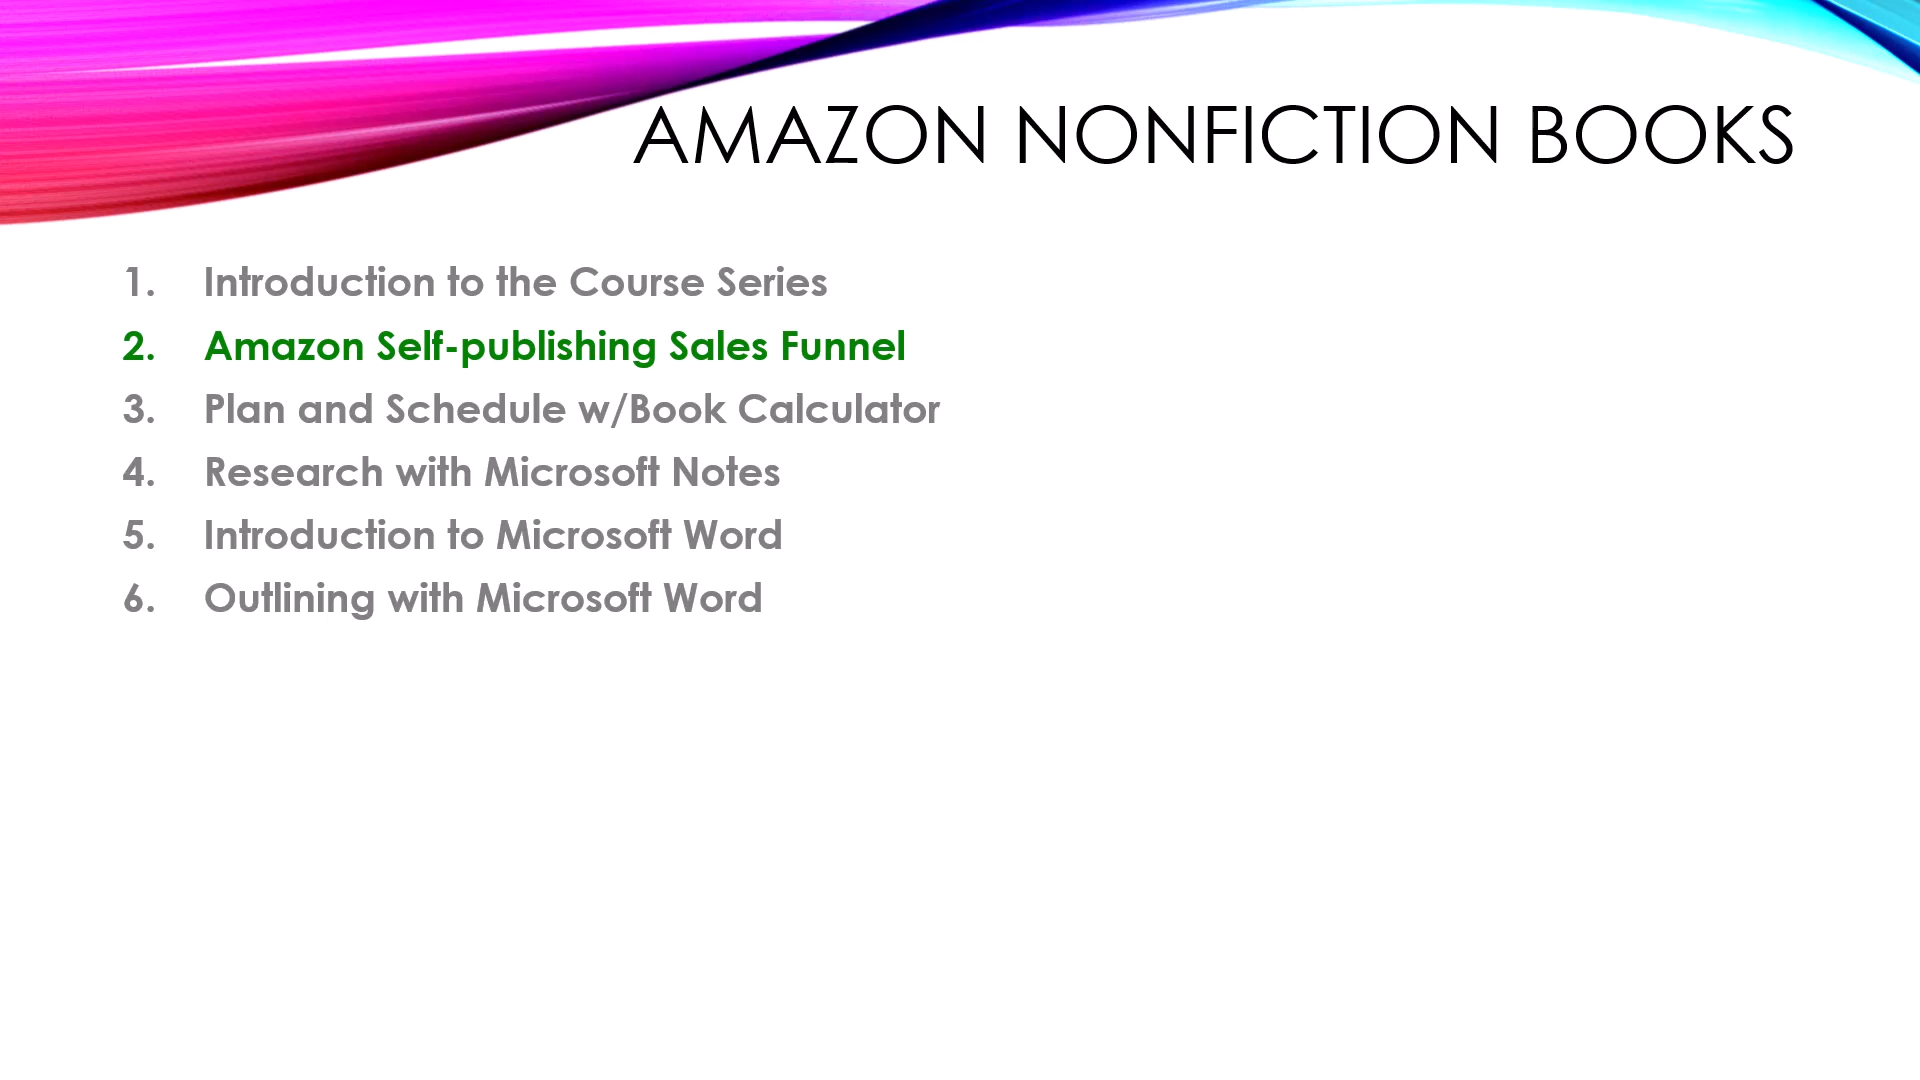 AMAZON NONFICTION BOOKS
1. Introduction to the Course Series
2. Amazon Self-publishing Sales Funnel
3. Plan and Schedule w/Book Calculator
4. Research with Microsoft Notes
5. Introduction to Microsoft Word
6. Outlining with Microsoft Word